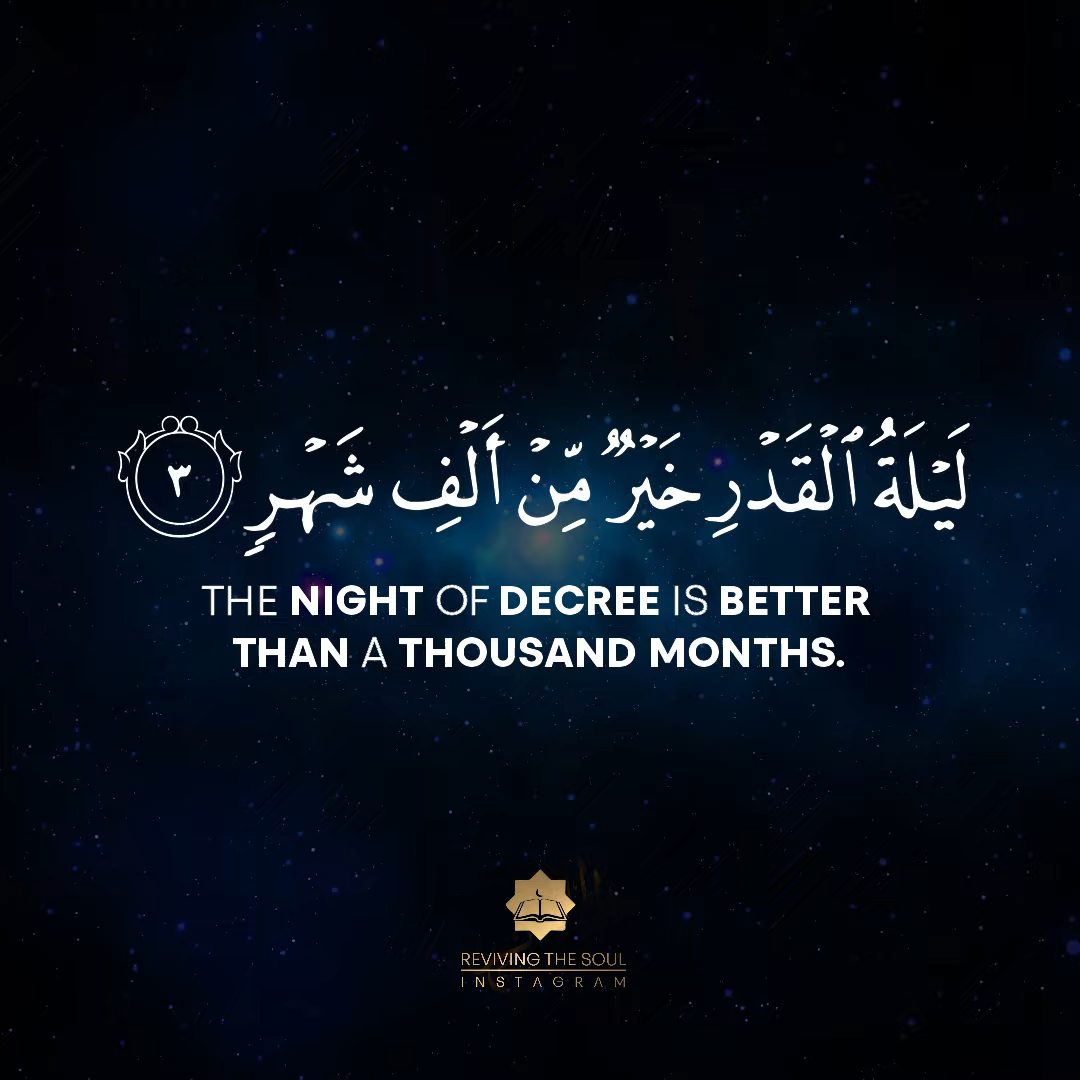 لَيْلَةُ ٱلْقَدْرِ خَيْرٌ مِّنْ أَلْفِ شَهْرٍ ٣
THE NIGHT OF DECREE IS BETTER
THAN A THOUSAND MONTHS.
REVIVING THE SOUL
INSTAGRAM